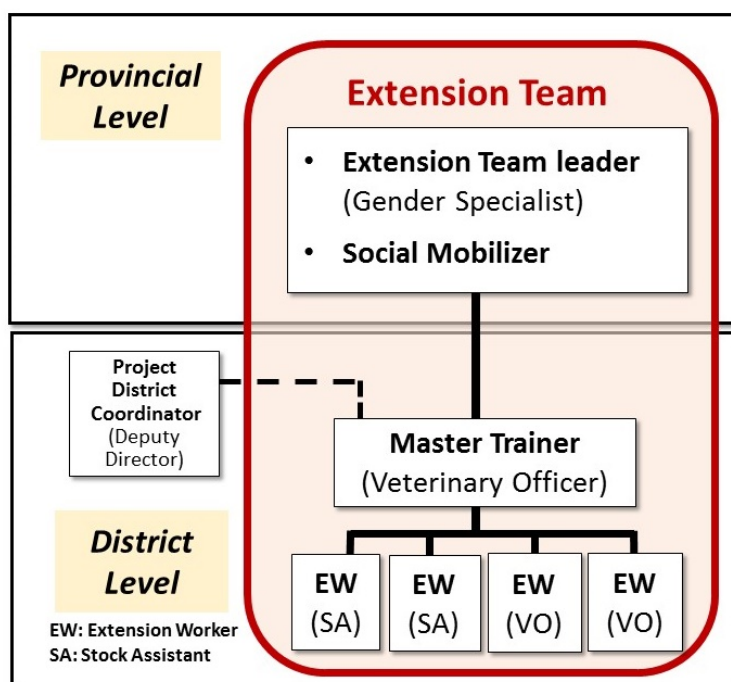 Provincial
Level
Extension Team
• Extension Team leader
(Gender Specialist)
• Social Mobilizer
Project
District
Coordinator
(Deputy
Director)
Master Trainer
(Veterinary Officer)
District
Level
EW
(SA)
EW
(SA)
EW
(VO)
EW
(VO)
EW: Extension Worker
SA: Stock Assistant